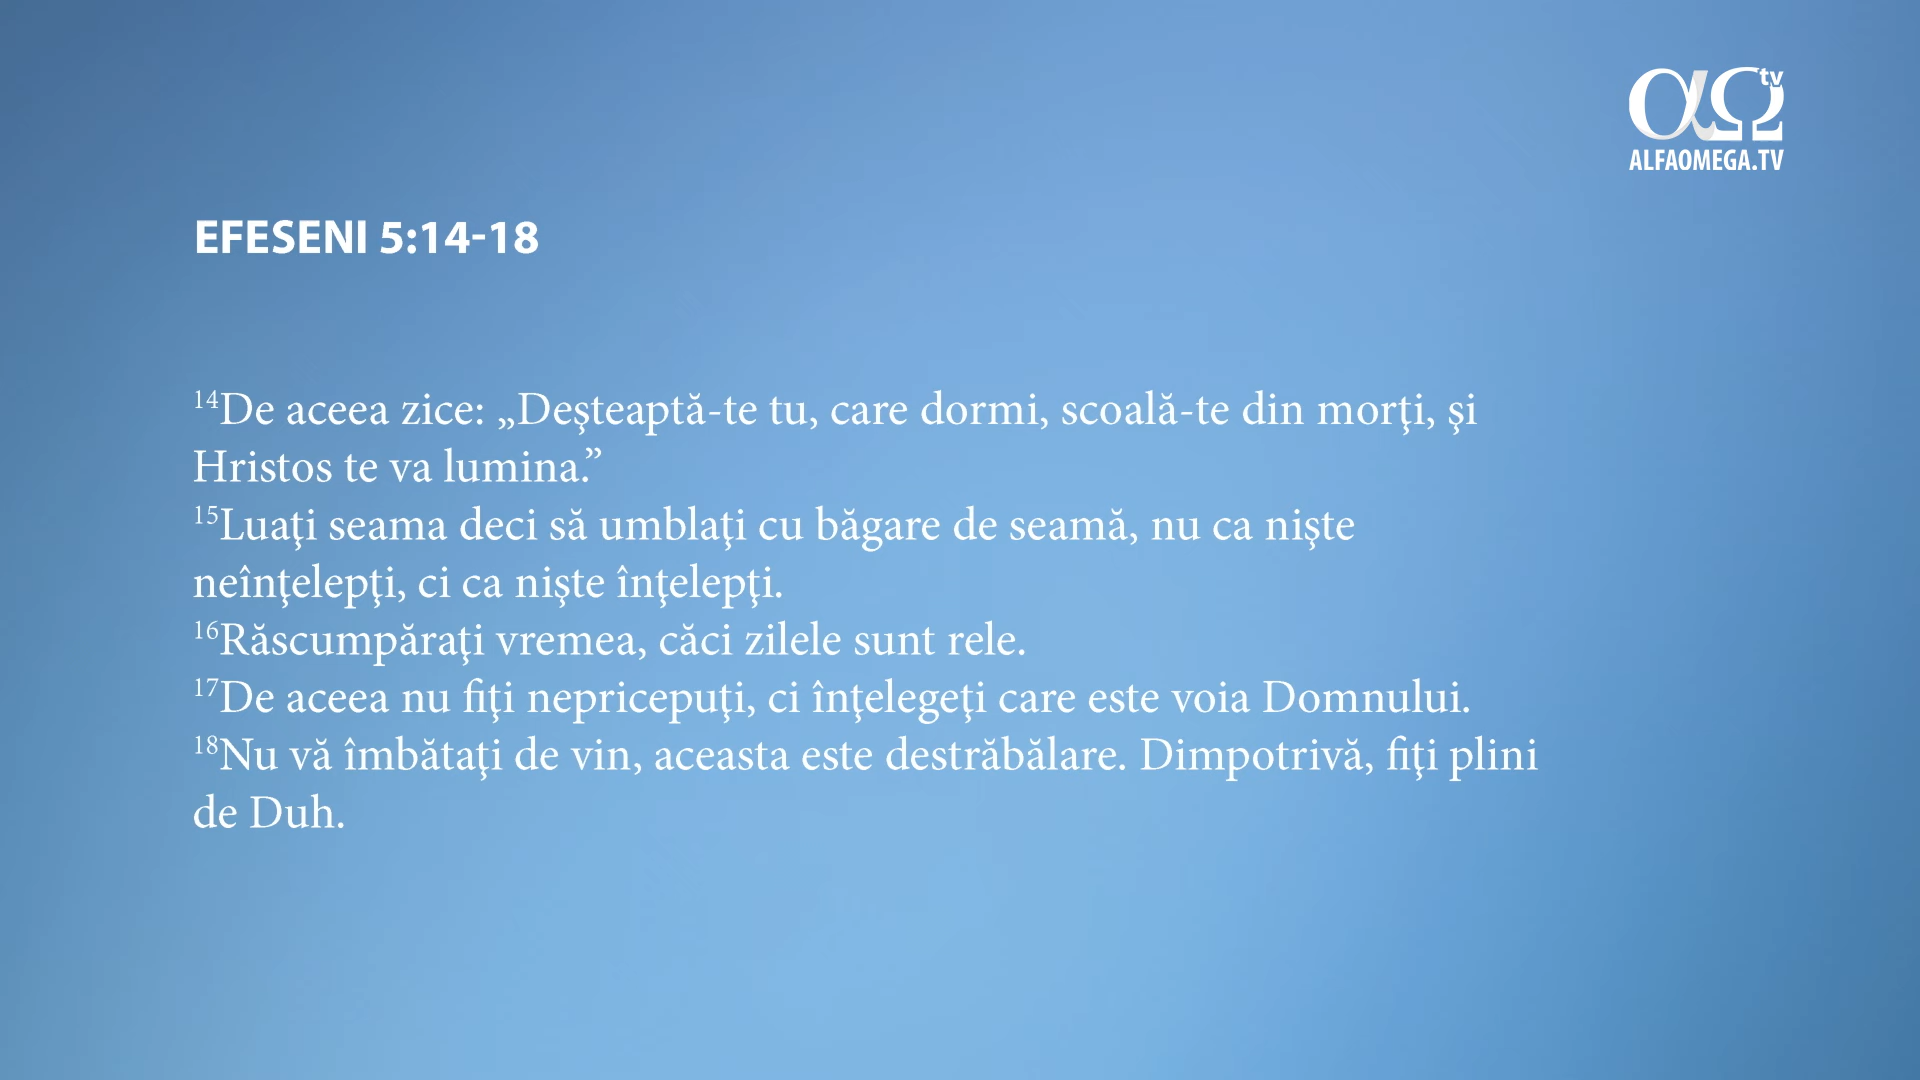 αΩ tv
ALFAOMEGA.TV
EFESENI 5:14-18
14De aceea zice: „Deşteaptă-te tu, care dormi, scoală-te din morţi, şi
Hristos te va lumina.”
15Luaţi seama deci să umblaţi cu băgare de seamă, nu ca nişte
neînţelepţi, ci ca nişte înţelepţi.
16Răscumpăraţi vremea, căci zilele sunt rele.
17De aceea nu fiţi nepricepuţi, ci înţelegeţi care este voia Domnului.
18Nu vă îmbătaţi de vin, aceasta este destrăbălare. Dimpotrivă, fiţi plini
de Duh.